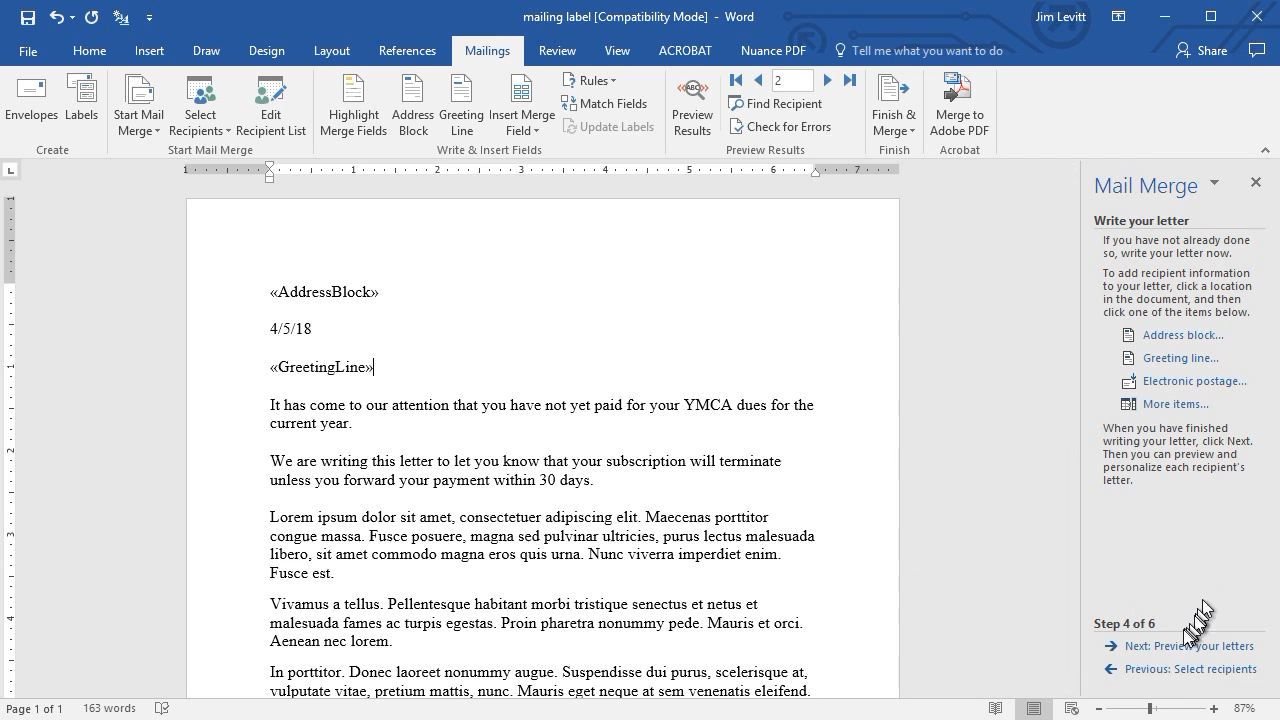 mailing label [Compatibility Mode] - Word
Jim Levitt
File Home Insert Draw Design Layout References Mailings Review View ACROBAT Nuance PDF Tell me what you want to do Share
Envelopes
Labels
Create
Start Mail
Merge
Select
Recipients
Edit
Recipient List
Start Mail Merge
Highlight
Merge Fields
Address
Block
Greeting
Line
Insert Merge
Field
Rules
Match Fields
Update Labels
Write & Insert Fields
ABC
Preview
Results
2
Find Recipient
Check for Errors
Preview Results
Finish &
Merge
Finish
Merge to
Adobe PDF
Acrobat
1 1 2 3 4 5 6 7
1
1
2
3
4
«AddressBlock»
4/5/18
«GreetingLine»
It has come to our attention that you have not yet paid for your YMCA dues for the
current year.
We are writing this letter to let you know that your subscription will terminate
unless you forward your payment within 30 days.
Lorem ipsum dolor sit amet, consectetuer adipiscing elit. Maecenas porttitor
congue massa. Fusce posuere, magna sed pulvinar ultricies, purus lectus malesuada
libero, sit amet commodo magna eros quis urna. Nunc viverra imperdiet enim.
Fusce est.
Vivamus a tellus. Pellentesque habitant morbi tristique senectus et netus et
malesuada fames ac turpis egestas. Proin pharetra nonummy pede. Mauris et orci.
Aenean nec lorem.
In porttitor. Donec laoreet nonummy augue. Suspendisse dui purus, scelerisque at,
vulputate vitae, pretium mattis, nunc. Mauris eget neque at sem venenatis eleifend.
Mail Merge
Write your letter
If you have not already done
so, write your letter now.
To add recipient information
to your letter, click a location
in the document, and then
click one of the items below.
Address block...
Greeting line...
Electronic postage...
More items...
When you have finished
writing your letter, click Next.
Then you can preview and
personalize each recipient's
letter.
Step 4 of 6
Next: Preview your letters
Previous: Select recipients
Page 1 of 1 163 words
87%